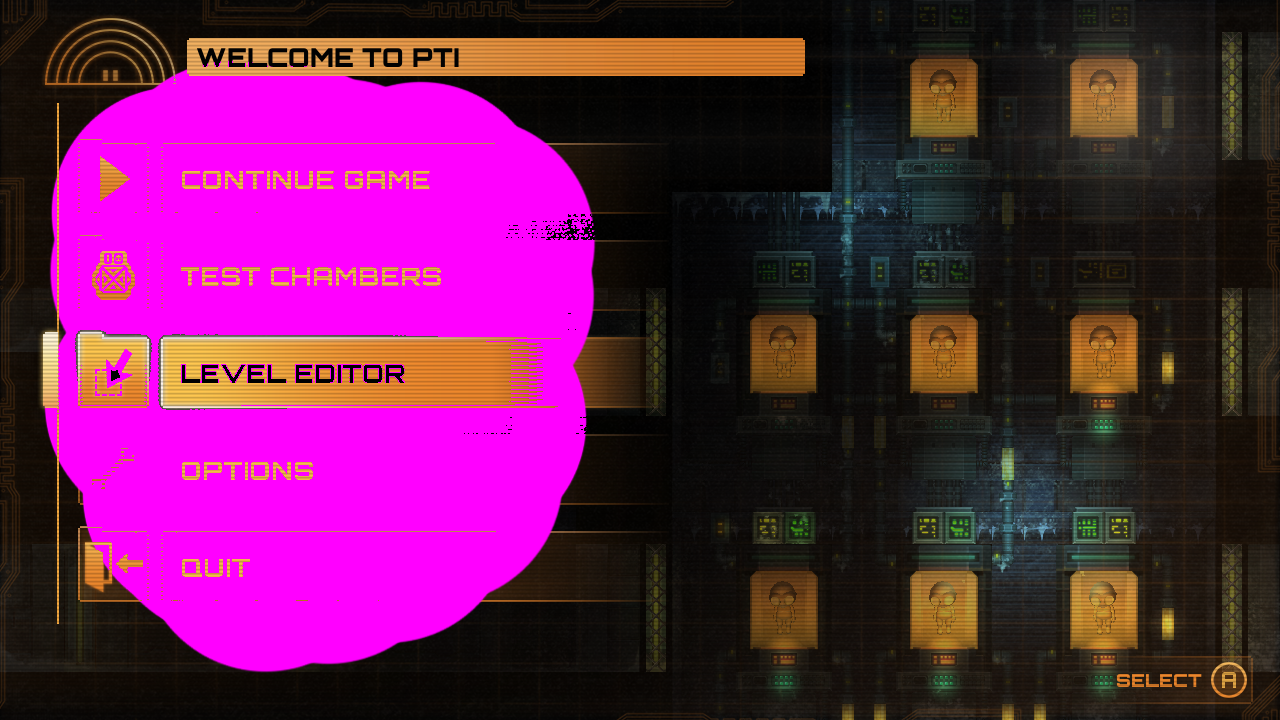 WELCOME TO PTI
CONTINUE GAME
TEST CHAMBERS
LEVEL EDITOR
OPTIONS
QUIT
SELECT A